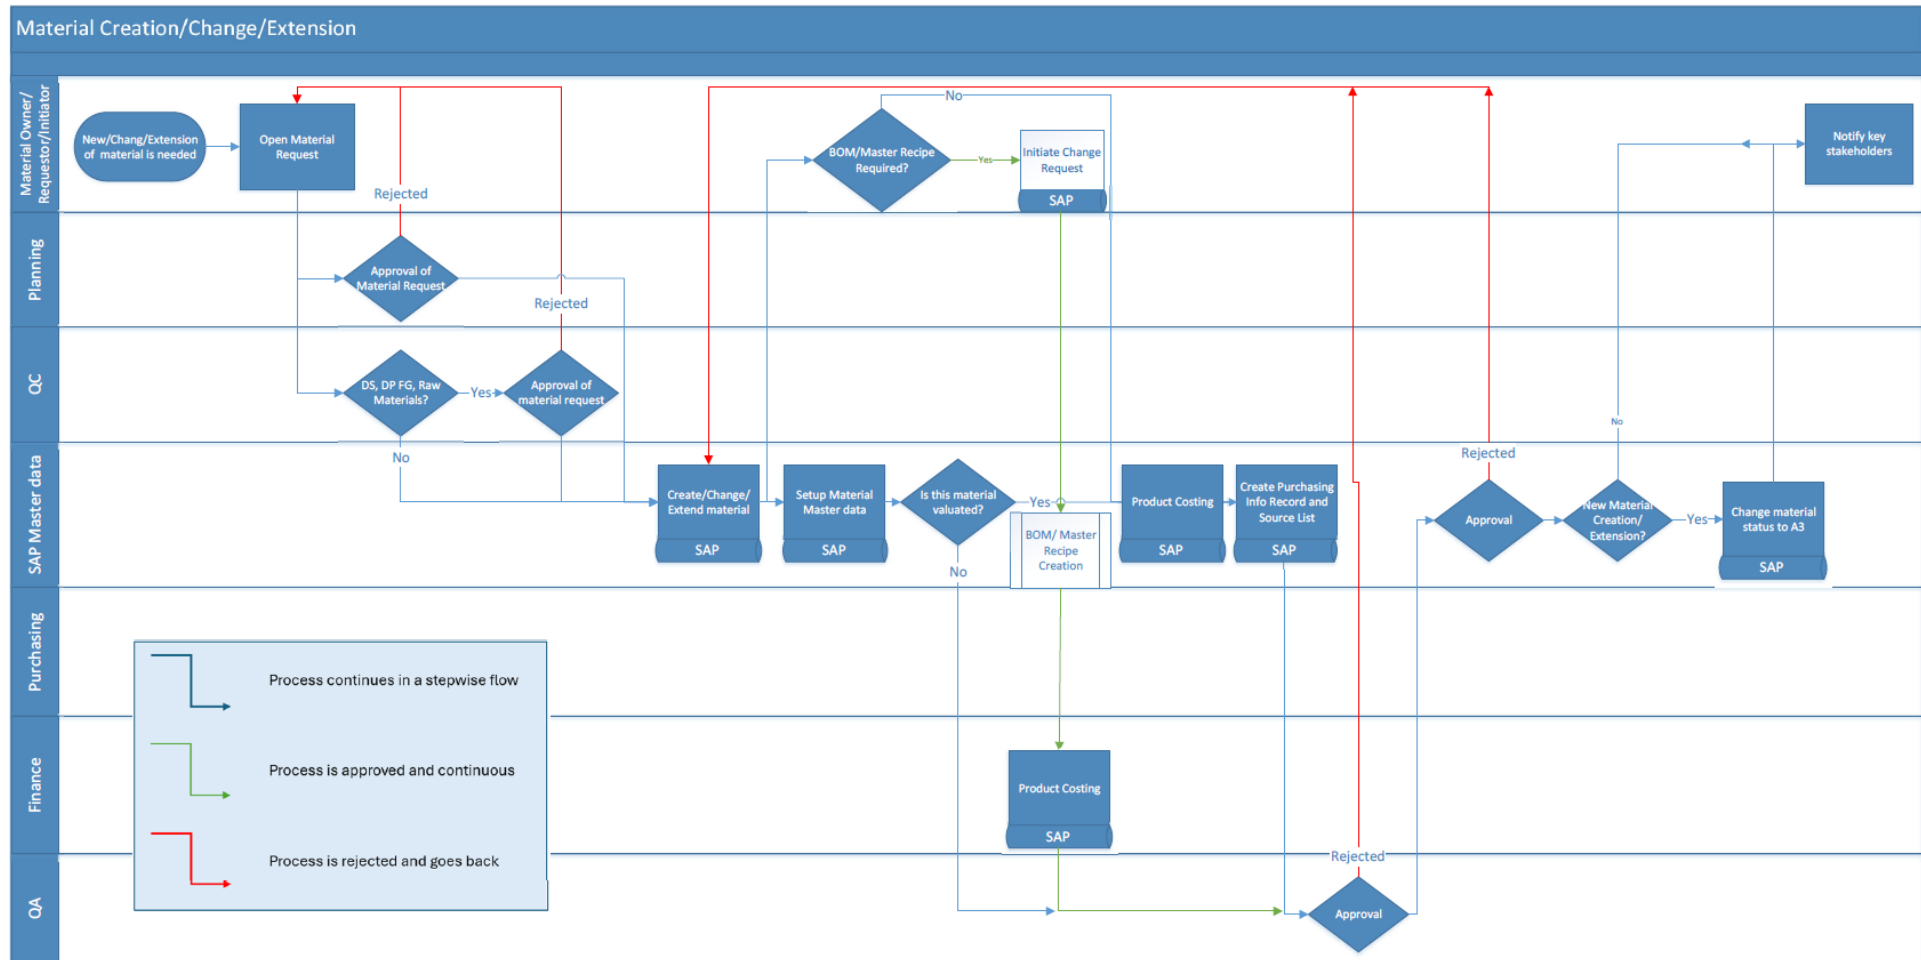 Material Creation/Change/Extension
Material Owner/
Requestor/Initiator
New/Chang/Extension
of material is needed
Open Material
Request
Rejected
BOM/Master Recipe
Required?
No
Yes
Initiate Change
Request
SAP
Notify key
stakeholders
Planning
Approval of
Material Request
Rejected
QC
DS, DP FG, Raw
Materials?
Yes
Approval of
material request
No
No
SAP Master data
Create/Change/
Extend material
SAP
Setup Material
Master data
SAP
Is this material
valuated?
Yes
No
BOM/ Master
Recipe
Creation
Product Costing
SAP
Create Purchasing
Info Record and
Source List
SAP
Rejected
Approval
New Material
Creation/
Extension?
Yes
Change material
status to A3
SAP
Purchasing
Process continues in a stepwise flow
Process is approved and continuous
Process is rejected and goes back
Finance
Product Costing
SAP
QA
Rejected
Approval